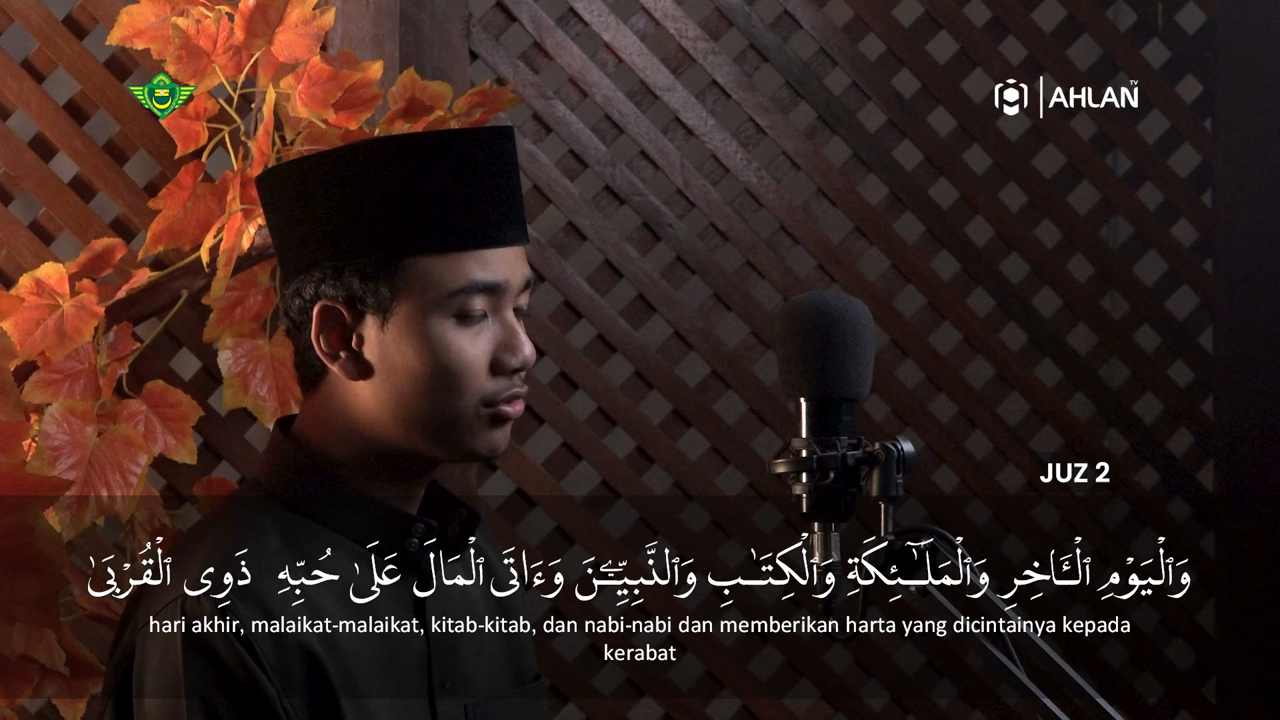 AHLAN TV
JUZ 2
وَٱلْيَوْمِ ٱلْـَٔاخِرِ وَٱلْمَلَـٰٓئِكَةِ وَٱلْكِتَـٰبِ وَٱلنَّبِيِّـۧنَ وَءَاتَى ٱلْمَالَ عَلَىٰ حُبِّهِ ذَوِى ٱلْقُرْبَىٰ
hari akhir, malaikat-malaikat, kitab-kitab, dan nabi-nabi dan memberikan harta yang dicintainya kepada
kerabat